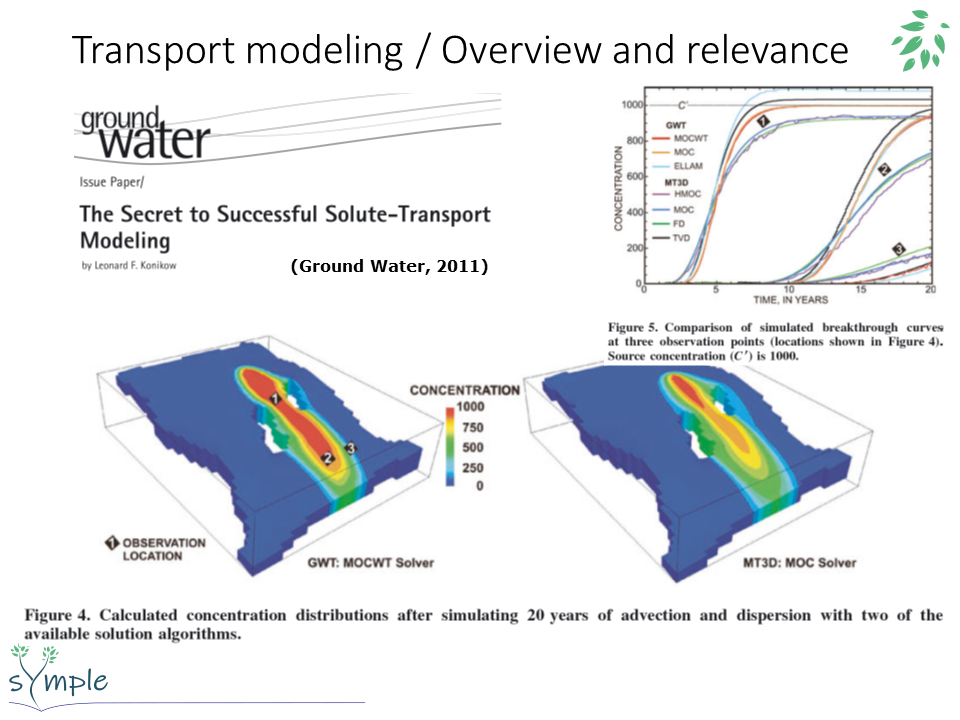 Transport modeling / Overview and relevance
ground
water
Issue Paper/
The Secret to Successful Solute-Transport
Modeling
by Leonard F. Konikow
(Ground Water, 2011)
CONCENTRATION
1000
800
600
400
200
0
C'
GWT
MOCWT
MOC
ELLAM
MT3D
HMOC
MOC
FD
TVD
1
2
3
0
5
10
15
20
TIME, IN YEARS
Figure 5. Comparison of simulated breakthrough curves
at three observation points (locations shown in Figure 4).
Source concentration (C') is 1000.
1
2
3
CONCENTRATION
1000
750
500
250
0
1 OBSERVATION
LOCATION
GWT: MOCWT Solver
MT3D: MOC Solver
Figure 4. Calculated concentration distributions after simulating 20 years of advection and dispersion with two of the
available solution algorithms.
sYmple